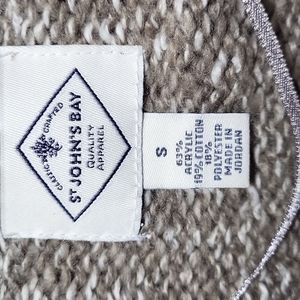 CLASSIC CRAFTED
ST JOHN'S BAY
QUALITY
APPAREL
S
63%
ACRYLIC
19% COTTON
18%
POLYESTER
MADE IN
JORDAN